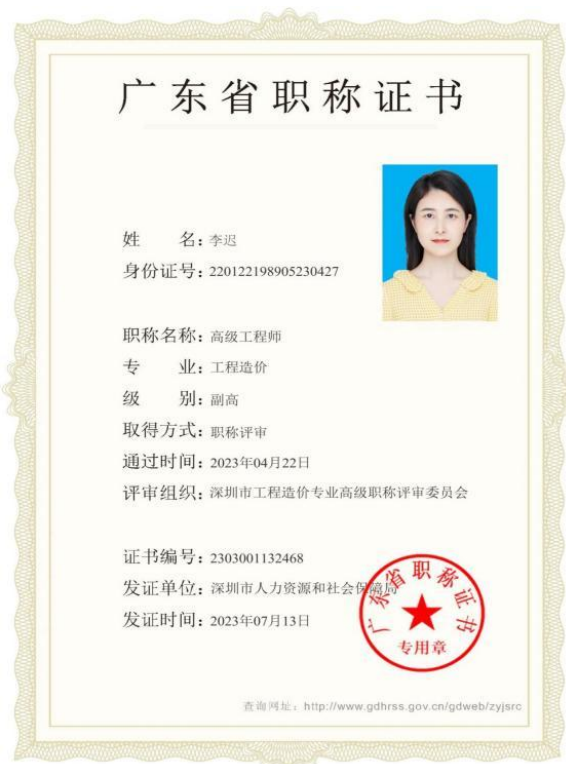 广东省职称证书
姓 名：李迟
身份证号：220122198905230427
职称名称：高级工程师
专 业：工程造价
级 别：副高
取得方式：职称评审
通过时间：2023年04月22日
评审组织：深圳市工程造价专业高级职称评审委员会
证书编号：2303001132468
发证单位：深圳市人力资源和社会保障局
发证时间：2023年07月13日
广东省职称证书
专用章
查询网址：http://www.gdhrss.gov.cn/gdweb/zyjsrc